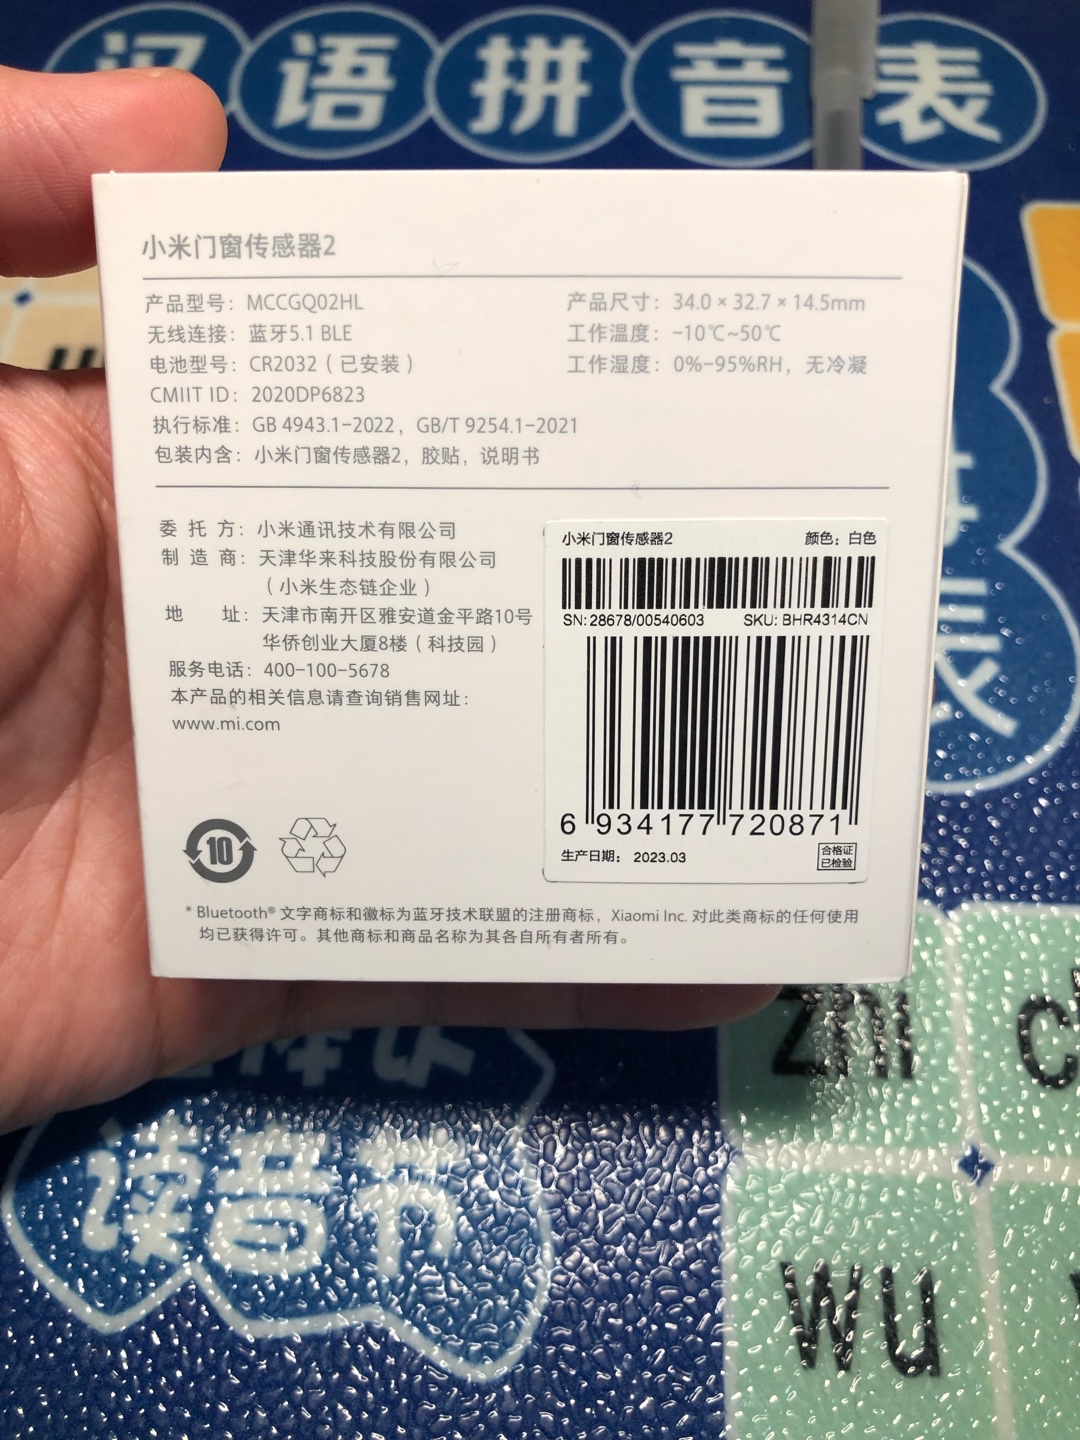 汉语拼音表
小米门窗传感器2
产品型号：MCCGQ02HL
无线连接：蓝牙5.1 BLE
电池型号：CR2032（已安装）
CMIIT ID：2020DP6823
执行标准：GB 4943.1-2022，GB/T 9254.1-2021
包装内含：小米门窗传感器2，胶贴，说明书
产品尺寸：34.0 × 32.7 × 14.5mm
工作温度：-10℃~50℃
工作湿度：0%-95%RH，无冷凝
委托方：小米通讯技术有限公司
制造商：天津华来科技股份有限公司
（小米生态链企业）
地址：天津市南开区雅安道金平路10号
华侨创业大厦8楼（科技园）
服务电话：400-100-5678
本产品的相关信息请查询销售网址：
www.mi.com
小米门窗传感器2 颜色：白色
SN: 28678/00540603 SKU: BHR4314CN
6 934177 720871
生产日期： 2023.03
合格证
已检验
10
* Bluetooth® 文字商标和徽标为蓝牙技术联盟的注册商标，Xiaomi Inc. 对此类商标的任何使用
均已获得许可。其他商标和商品名称为其各自所有者所有。
zhi
读音节
wu